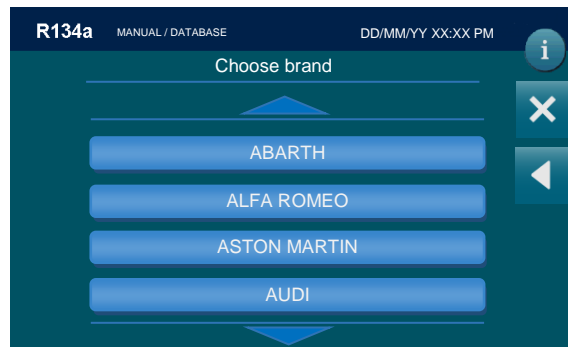 R134a MANUAL / DATABASE DD/MM/YY XX:XX PM
i
Choose brand
ABARTH
ALFA ROMEO
ASTON MARTIN
AUDI